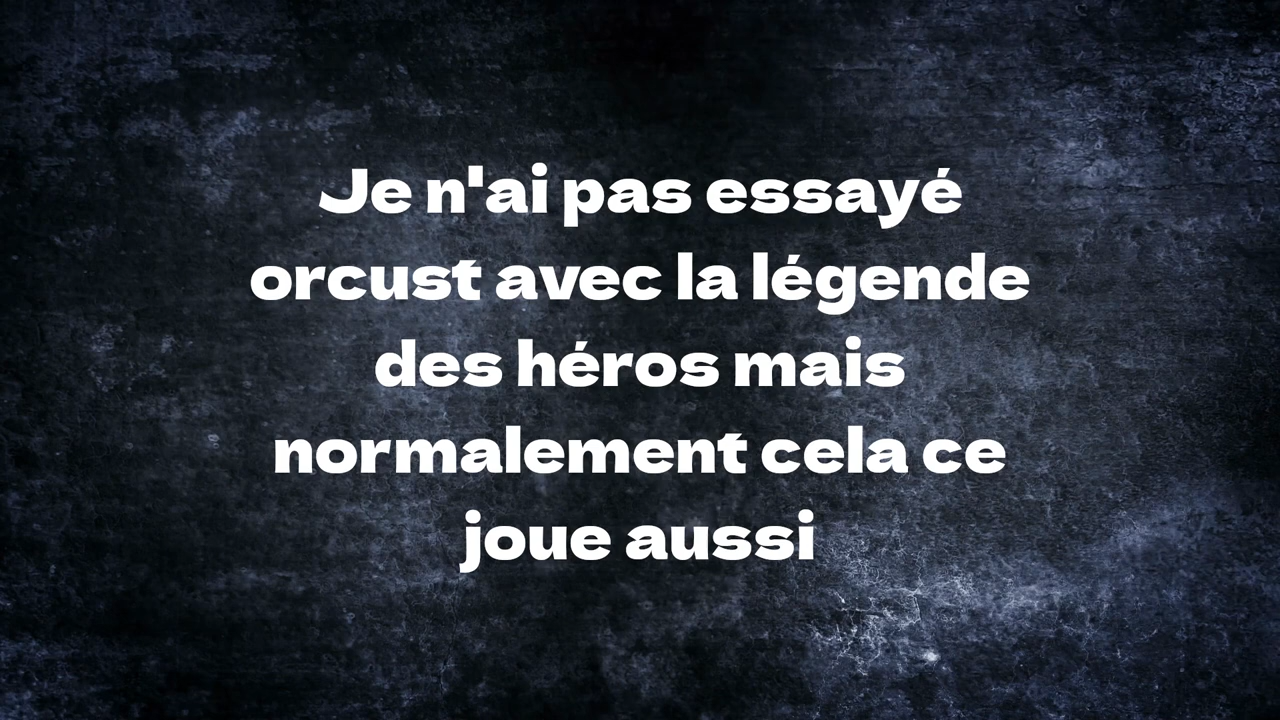 Je n'ai pas essayé
orcust avec la légende
des héros mais
normalement cela ce
joue aussi